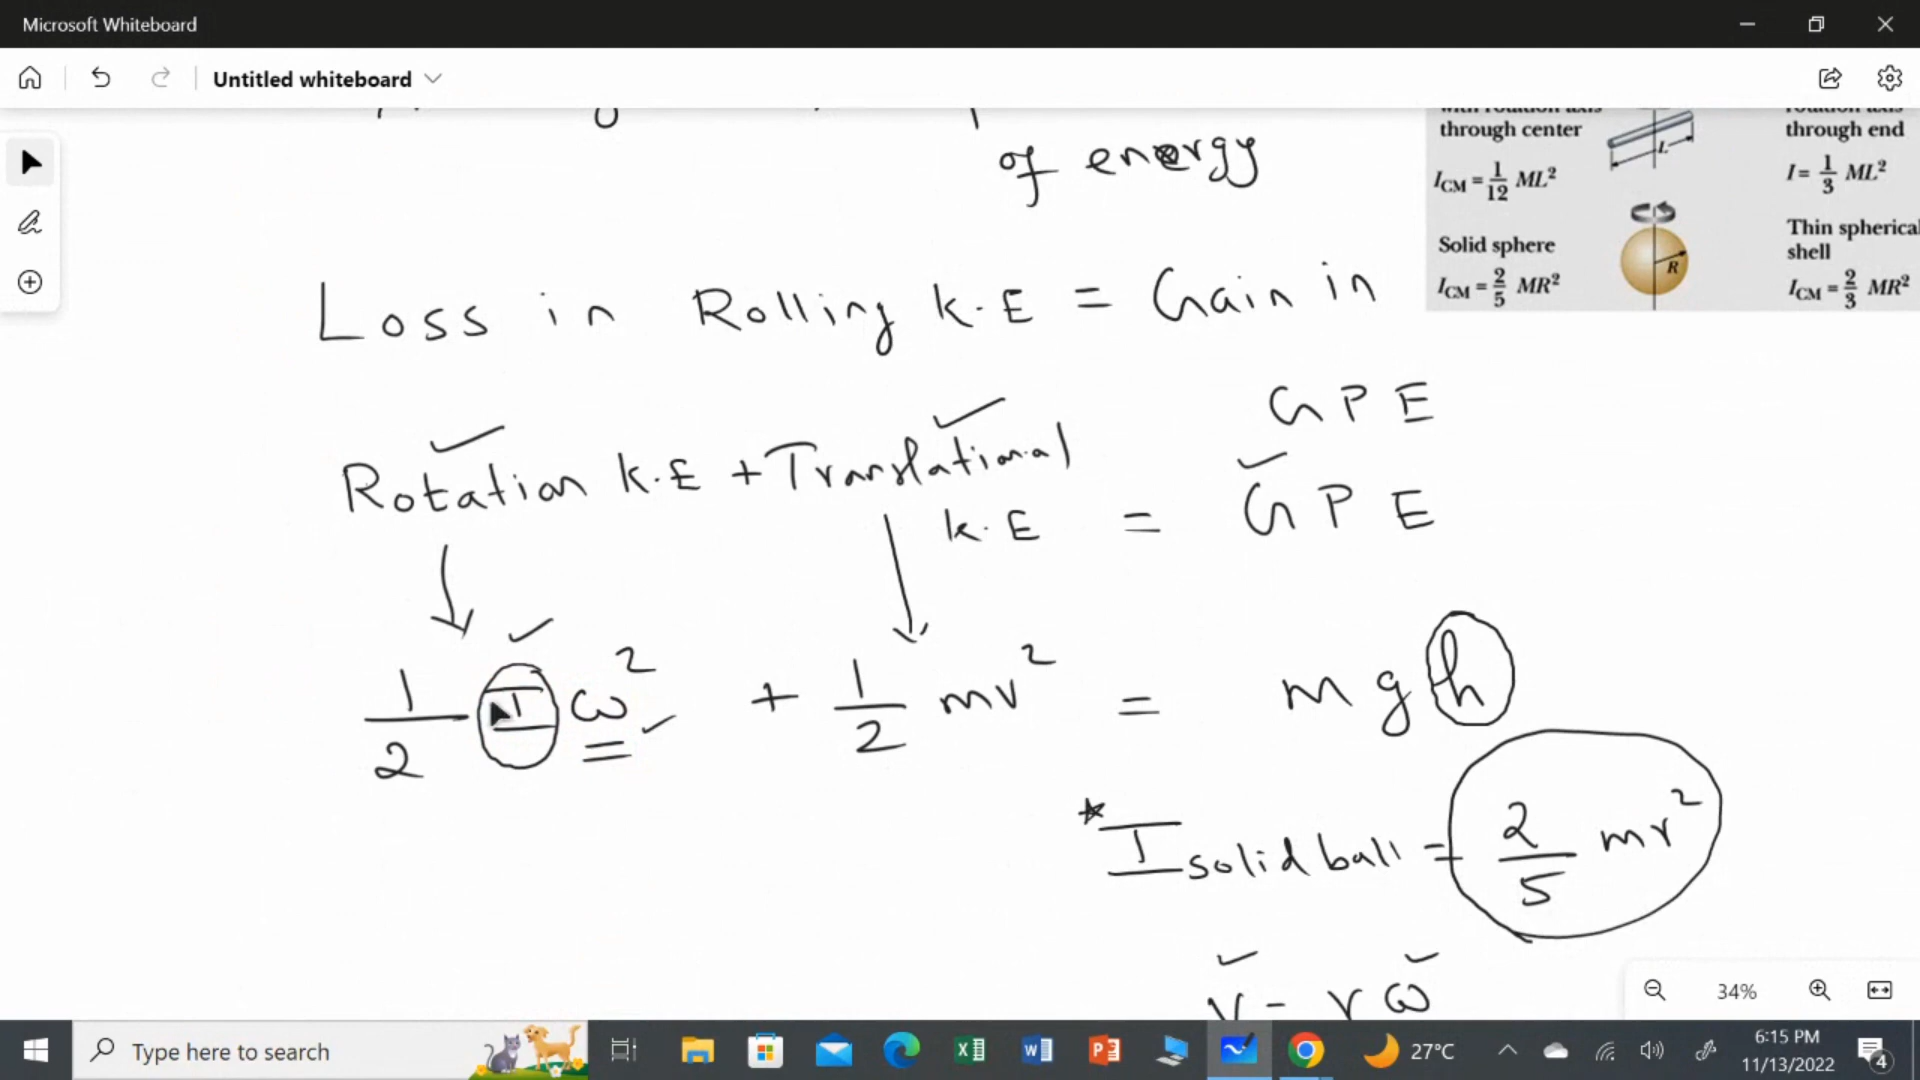 Microsoft Whiteboard
Untitled whiteboard
of energy
through center
I_CM = 1/12 ML²
through end
I = 1/3 ML²
Solid sphere
I_CM = 2/5 MR²
R
L
Thin spherical
shell
I_CM = 2/3 MR²
Loss in Rolling K.E = Gain in
GPE
Rotation K.E + Translational
K.E = GPE
1/2 I ω² + 1/2 mv² = mgh
* I solid ball = 2/5 mr²
v = rω
34%
Type here to search
27°C
6:15 PM
11/13/2022
4